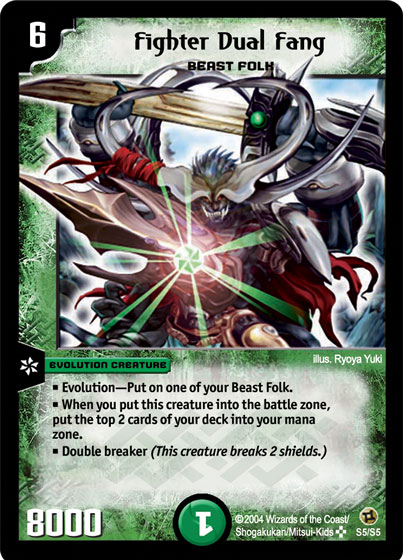 6
Fighter Dual Fang
BEAST FOLK
illus. Ryoya Yuki
EVOLUTION CREATURE
▪ Evolution—Put on one of your Beast Folk.
▪ When you put this creature into the battle zone,
put the top 2 cards of your deck into your mana
zone.
▪ Double breaker (This creature breaks 2 shields.)
8000
1
©2004 Wizards of the Coast/
Shogakukan/Mitsui-Kids
S5/S5